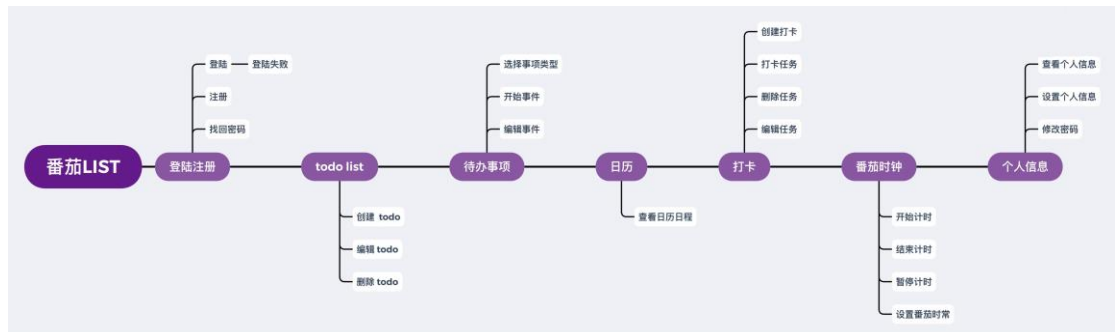 番茄LIST
登陆注册
登陆
登陆失败
注册
找回密码
todo list
创建 todo
编辑 todo
删除 todo
待办事项
选择事项类型
开始事件
编辑事件
日历
查看日历日程
打卡
创建打卡
打卡任务
删除任务
编辑任务
番茄时钟
开始计时
结束计时
暂停计时
设置番茄时常
个人信息
查看个人信息
设置个人信息
修改密码